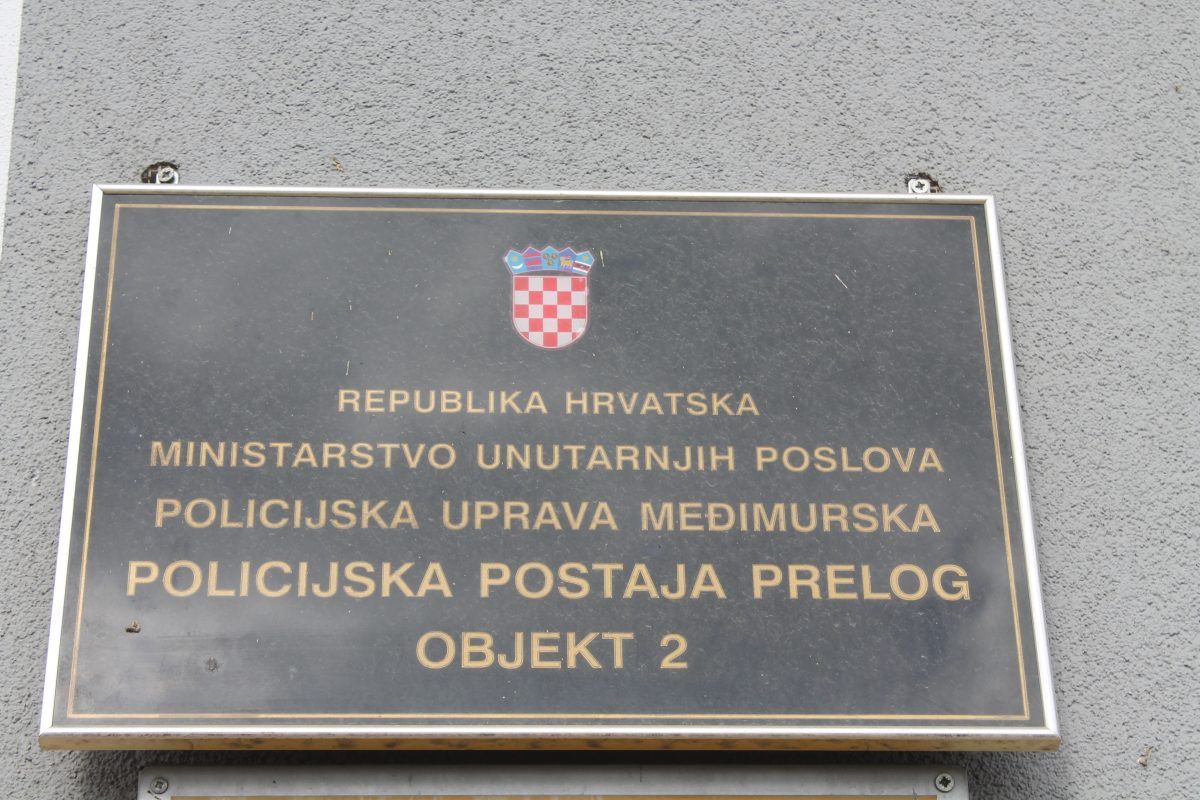 REPUBLIKA HRVATSKA
MINISTARSTVO UNUTARNJIH POSLOVA
POLICIJSKA UPRAVA MEĐIMURSKA
POLICIJSKA POSTAJA PRELOG
OBJEKT 2